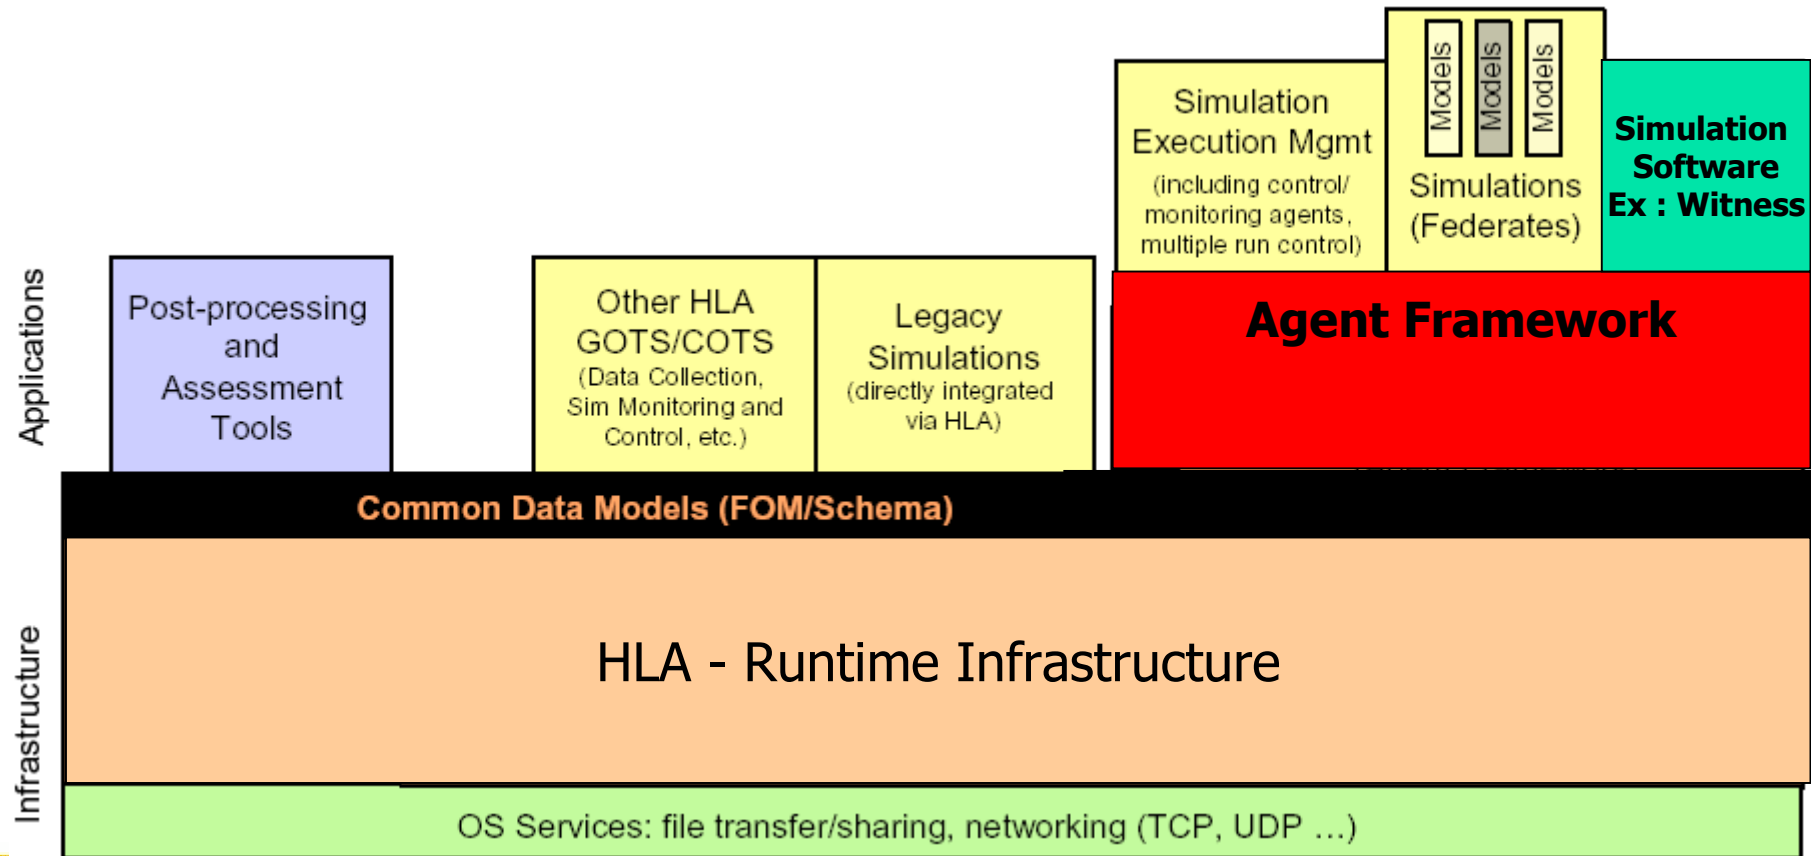 Models
Models
Models
Simulation
Execution Mgmt
(including control/
monitoring agents,
multiple run control)
Simulations
(Federates)
Simulation
Software
Ex : Witness
Applications
Post-processing
and
Assessment
Tools
Other HLA
GOTS/COTS
(Data Collection,
Sim Monitoring and
Control, etc.)
Legacy
Simulations
(directly integrated
via HLA)
Agent Framework
Common Data Models (FOM/Schema)
Infrastructure
HLA - Runtime Infrastructure
OS Services: file transfer/sharing, networking (TCP, UDP ...)